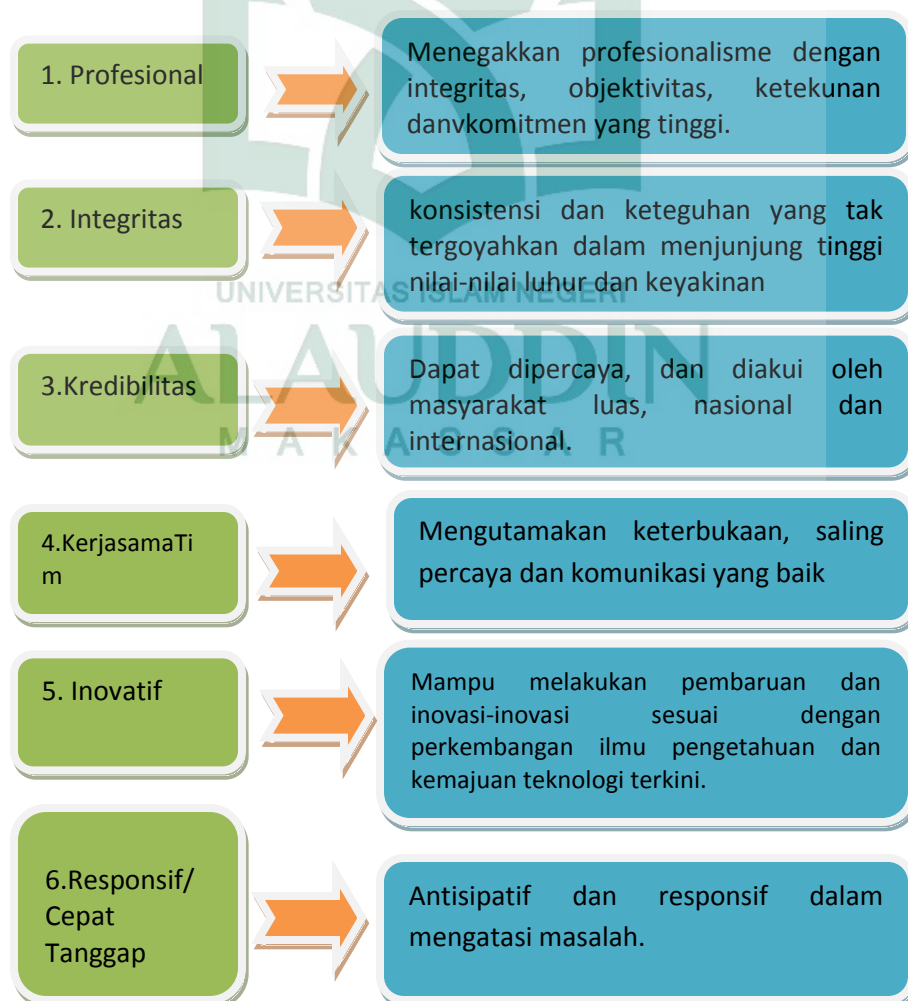 1. Profesional
Menegakkan profesionalisme dengan
integritas, objektivitas, ketekunan
danvkomitmen yang tinggi.
2. Integritas
konsistensi dan keteguhan yang tak
tergoyahkan dalam menjunjung tinggi
nilai-nilai luhur dan keyakinan
UNIVERSITAS ISLAM NEGERI
ALAUDDIN
3.Kredibilitas
Dapat dipercaya, dan diakui oleh
masyarakat luas, nasional dan
internasional.
MAKASSAR
4.KerjasamaTi
m
Mengutamakan keterbukaan, saling
percaya dan komunikasi yang baik
5. Inovatif
Mampu melakukan pembaruan dan
inovasi-inovasi sesuai dengan
perkembangan ilmu pengetahuan dan
kemajuan teknologi terkini.
6.Responsif/
Cepat
Tanggap
Antisipatif dan responsif dalam
mengatasi masalah.